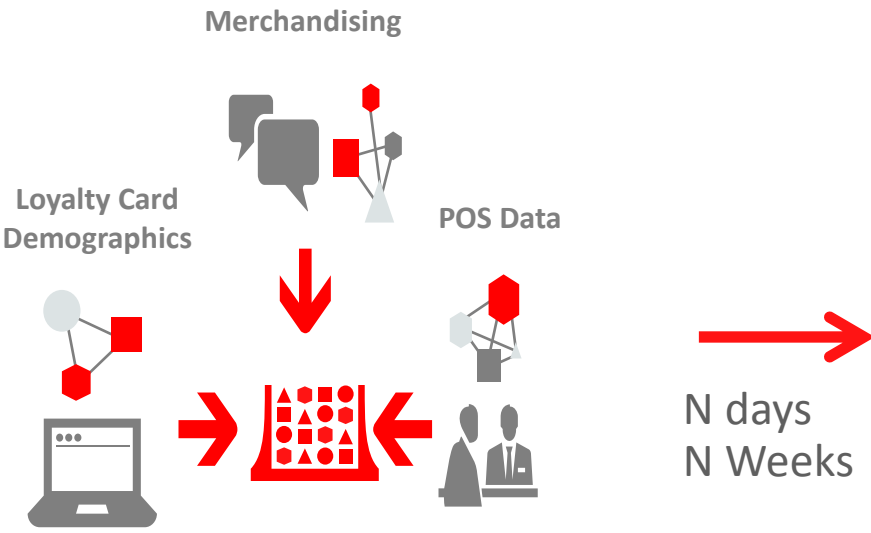 Merchandising
Loyalty Card
Demographics
POS Data
N days
N Weeks